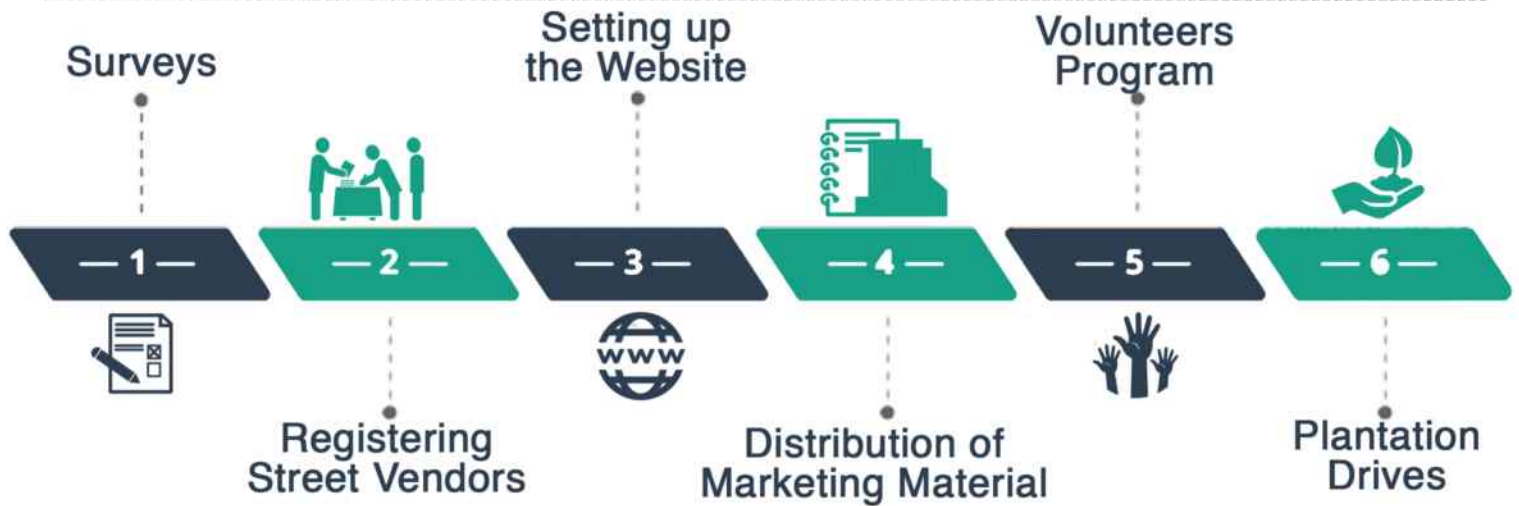 Surveys
Setting up
the Website
Volunteers
Program
— 1 —
— 2 —
— 3 —
— 4 —
— 5 —
— 6 —
www
Registering
Street Vendors
Distribution of
Marketing Material
Plantation
Drives